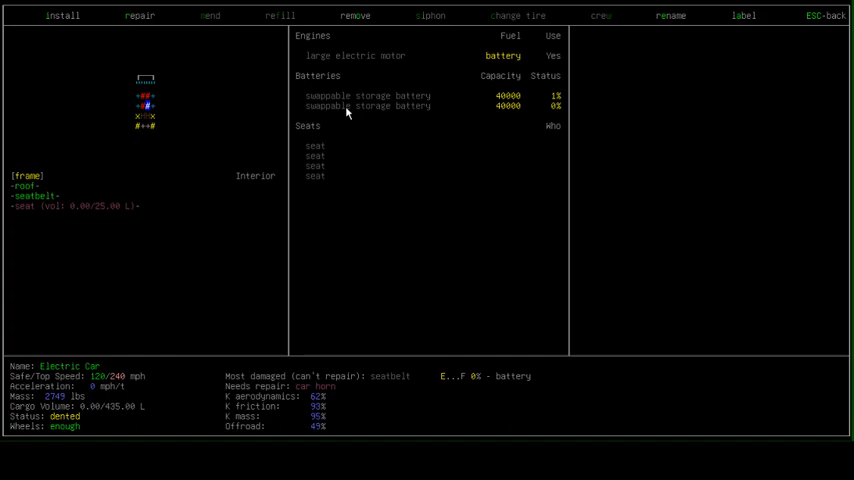 install repair mend refill remove siphon change tire crew rename label ESC-back
Engines Fuel Use
large electric motor battery Yes
Batteries Capacity Status
swappable storage battery 40000 1%
swappable storage battery 40000 0%
Seats Who
seat
seat
seat
seat
[frame] Interior
-roof-
-seatbelt-
-seat (vol: 0.00/25.00 L)-
Name: Electric Car
Safe/Top Speed: 120/240 mph
Acceleration: 0 mph/t
Mass: 2749 lbs
Cargo Volume: 0.00/435.00 L
Status: dented
Wheels: enough
Most damaged (can't repair): seatbelt
Needs repair: car horn
K aerodynamics: 62%
K friction: 93%
K mass: 95%
Offroad: 49%
E...F 0% - battery